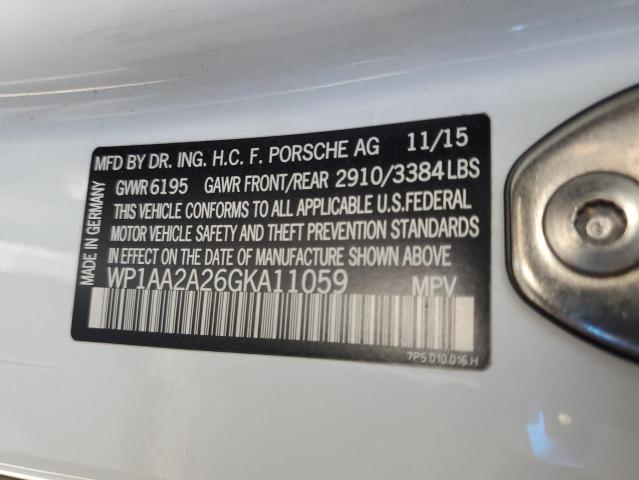 MFD BY DR. ING. H.C. F. PORSCHE AG 11/15
GVWR 6195 GAWR FRONT/REAR 2910/3384LBS
THIS VEHICLE CONFORMS TO ALL APPLICABLE U.S.FEDERAL
MOTOR VEHICLE SAFETY AND THEFT PREVENTION STANDARDS
IN EFFECT ON THE DATE OF MANUFACTURE SHOWN ABOVE.
WP1AA2A26GKA11059 MPV
7P5.010.016.H
MADE IN GERMANY